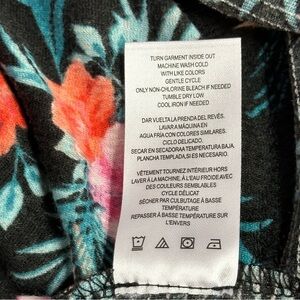 TURN GARMENT INSIDE OUT
MACHINE WASH COLD
WITH LIKE COLORS
GENTLE CYCLE
ONLY NON-CHLORINE BLEACH IF NEEDED
TUMBLE DRY LOW
COOL IRON IF NEEDED
DAR VUELTA LA PRENDA DEL REVÉS.
LAVAR A MÁQUINA EN
AGUA FRÍA CON COLORES SIMILARES.
CICLO DELICADO.
SECAR EN SECADORA A TEMPERATURA BAJA.
PLANCHA TEMPLADA, SI ES NECESARIO.
VÊTEMENT TOURNEZ INTÉRIEUR HORS
LAVER À LA MACHINE, À L'EAU FROIDE AVEC
DES COULEURS SEMBLABLES
CYCLE DÉLICAT
SÉCHER PAR CULBUTAGE À BASSE
TEMPÉRATURE
REPASSER À BASSE TEMPÉRATURE SUR
L'ENVERS